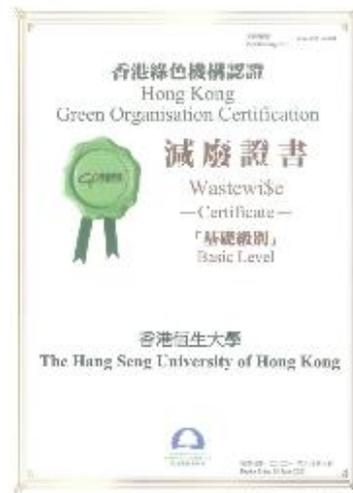 香港綠色機構認證
Hong Kong
Green Organisation Certification
減廢證書
Wastewi$e
—Certificate—
「基礎級別」
Basic Level
香港恒生大學
The Hang Seng University of Hong Kong